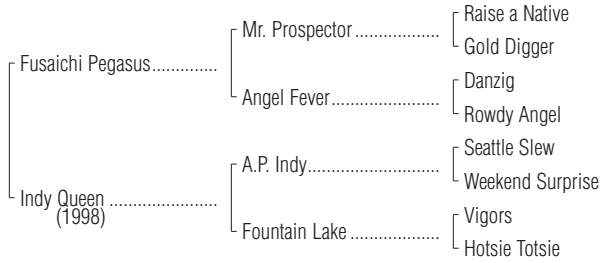 Raise a Native
Mr. Prospector ...................
Gold Digger
Fusaichi Pegasus..............
Danzig
Angel Fever.......................
Rowdy Angel
Seattle Slew
A.P. Indy............................
Weekend Surprise
Indy Queen .......................
(1998)
Vigors
Fountain Lake ...................
Hotsie Totsie